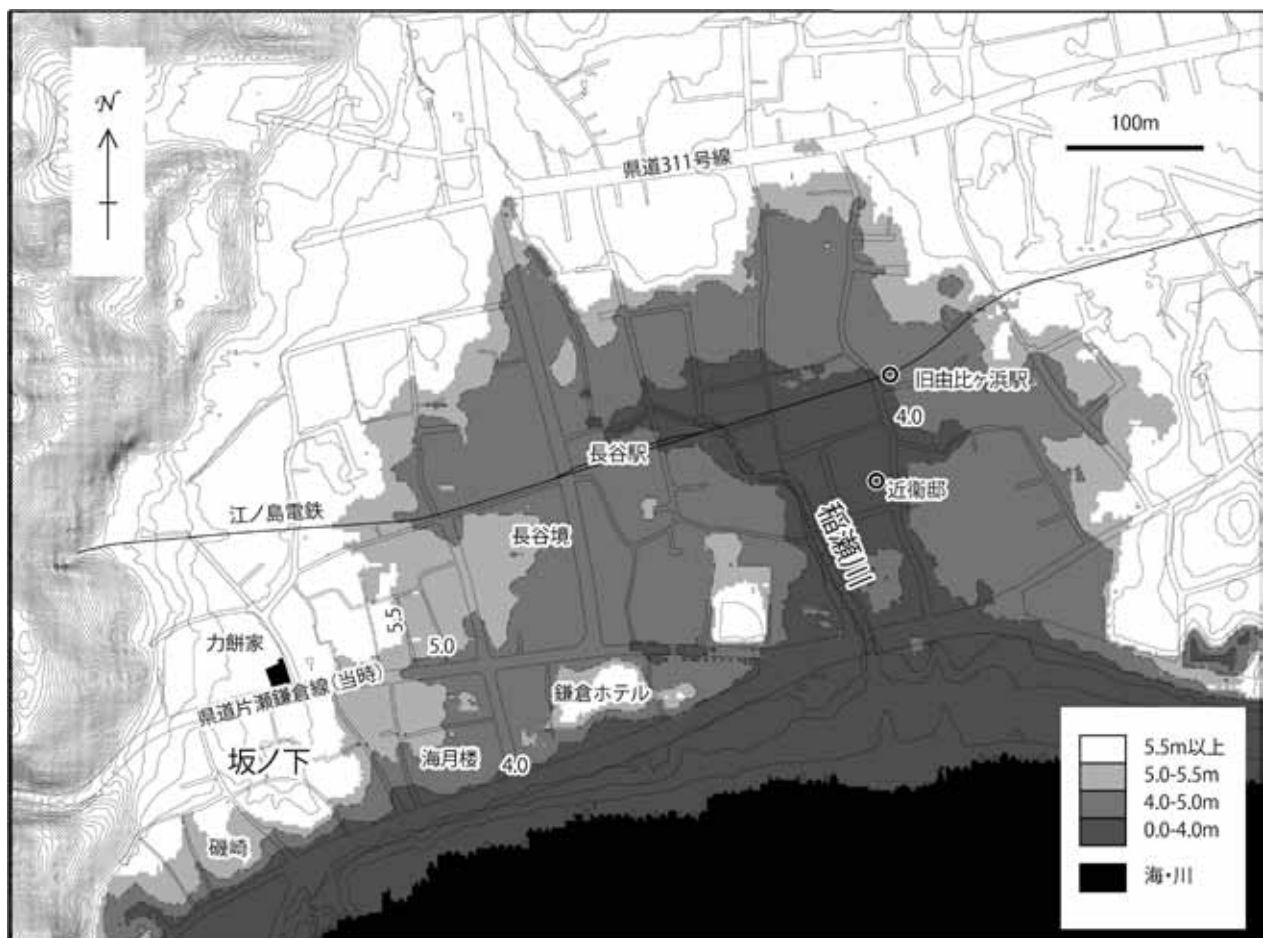 N
100m
県道311号線
旧由比ヶ浜駅
4.0
長谷駅
近衛邸
江ノ島電鉄
長谷境
稲瀬川
5.5
5.0
力餅家
県道片瀬鎌倉線(当時)
鎌倉ホテル
坂ノ下
海月楼
4.0
磯崎
5.5m以上
5.0-5.5m
4.0-5.0m
0.0-4.0m
海・川